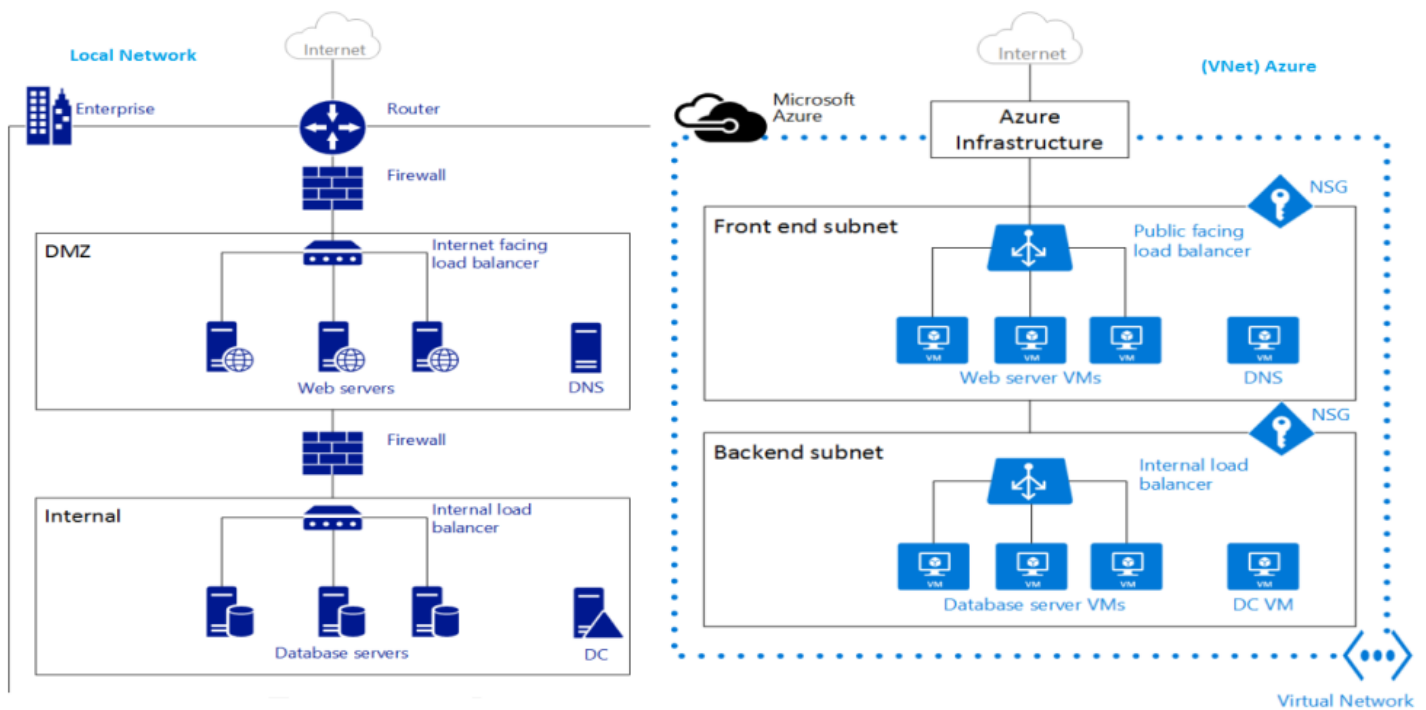 Local Network
Internet
Enterprise
Router
Firewall
DMZ
Internet facing
load balancer
Web servers
DNS
Firewall
Internal
Internal load
balancer
Database servers
DC
Internet
(VNet) Azure
Microsoft
Azure
Azure
Infrastructure
NSG
Front end subnet
Public facing
load balancer
VM
VM
VM
VM
Web server VMs
DNS
NSG
Backend subnet
Internal load
balancer
VM
VM
VM
VM
Database server VMs
DC VM
Virtual Network